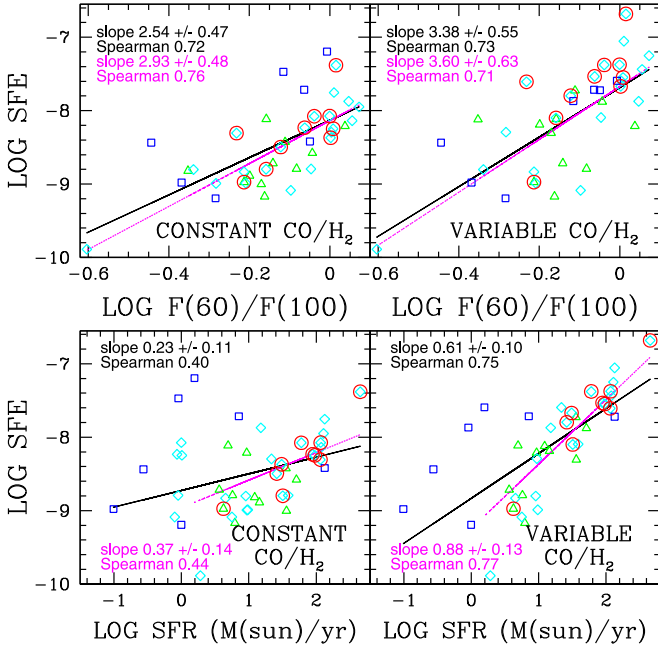 slope 2.54 +/- 0.47
Spearman 0.72
slope 2.93 +/- 0.48
Spearman 0.76
CONSTANT CO/H₂
-7
-8
-9
-10
LOG SFE
-0.6 -0.4 -0.2 0
LOG F(60)/F(100)
slope 3.38 +/- 0.55
Spearman 0.73
slope 3.60 +/- 0.63
Spearman 0.71
VARIABLE CO/H₂
-0.6 -0.4 -0.2 0
LOG F(60)/F(100)
slope 0.23 +/- 0.11
Spearman 0.40
slope 0.37 +/- 0.14
Spearman 0.44
CONSTANT
CO/H₂
-7
-8
-9
-10
LOG SFE
-1 0 1 2
LOG SFR (M(sun)/yr)
slope 0.61 +/- 0.10
Spearman 0.75
slope 0.88 +/- 0.13
Spearman 0.77
VARIABLE
CO/H₂
-1 0 1 2
LOG SFR (M(sun)/yr)